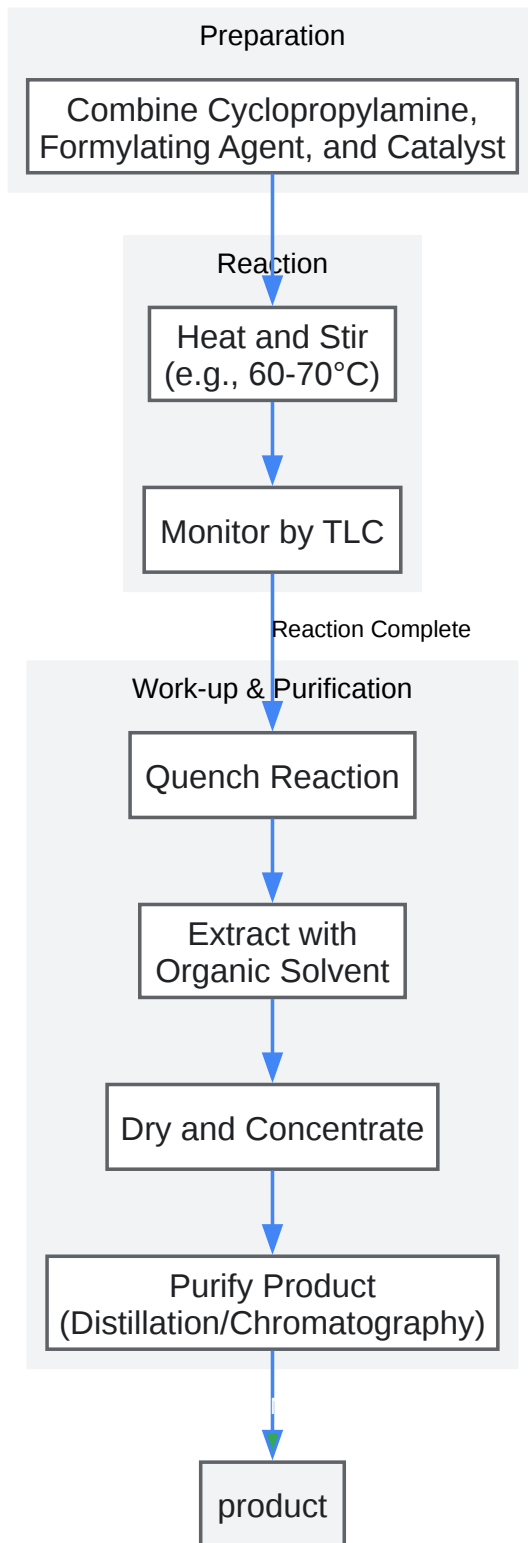 Preparation
Combine Cyclopropylamine,
Formylating Agent, and Catalyst
Reaction
Heat and Stir
(e.g., 60-70°C)
Monitor by TLC
Reaction Complete
Work-up & Purification
Quench Reaction
Extract with
Organic Solvent
Dry and Concentrate
Purify Product
(Distillation/Chromatography)
product